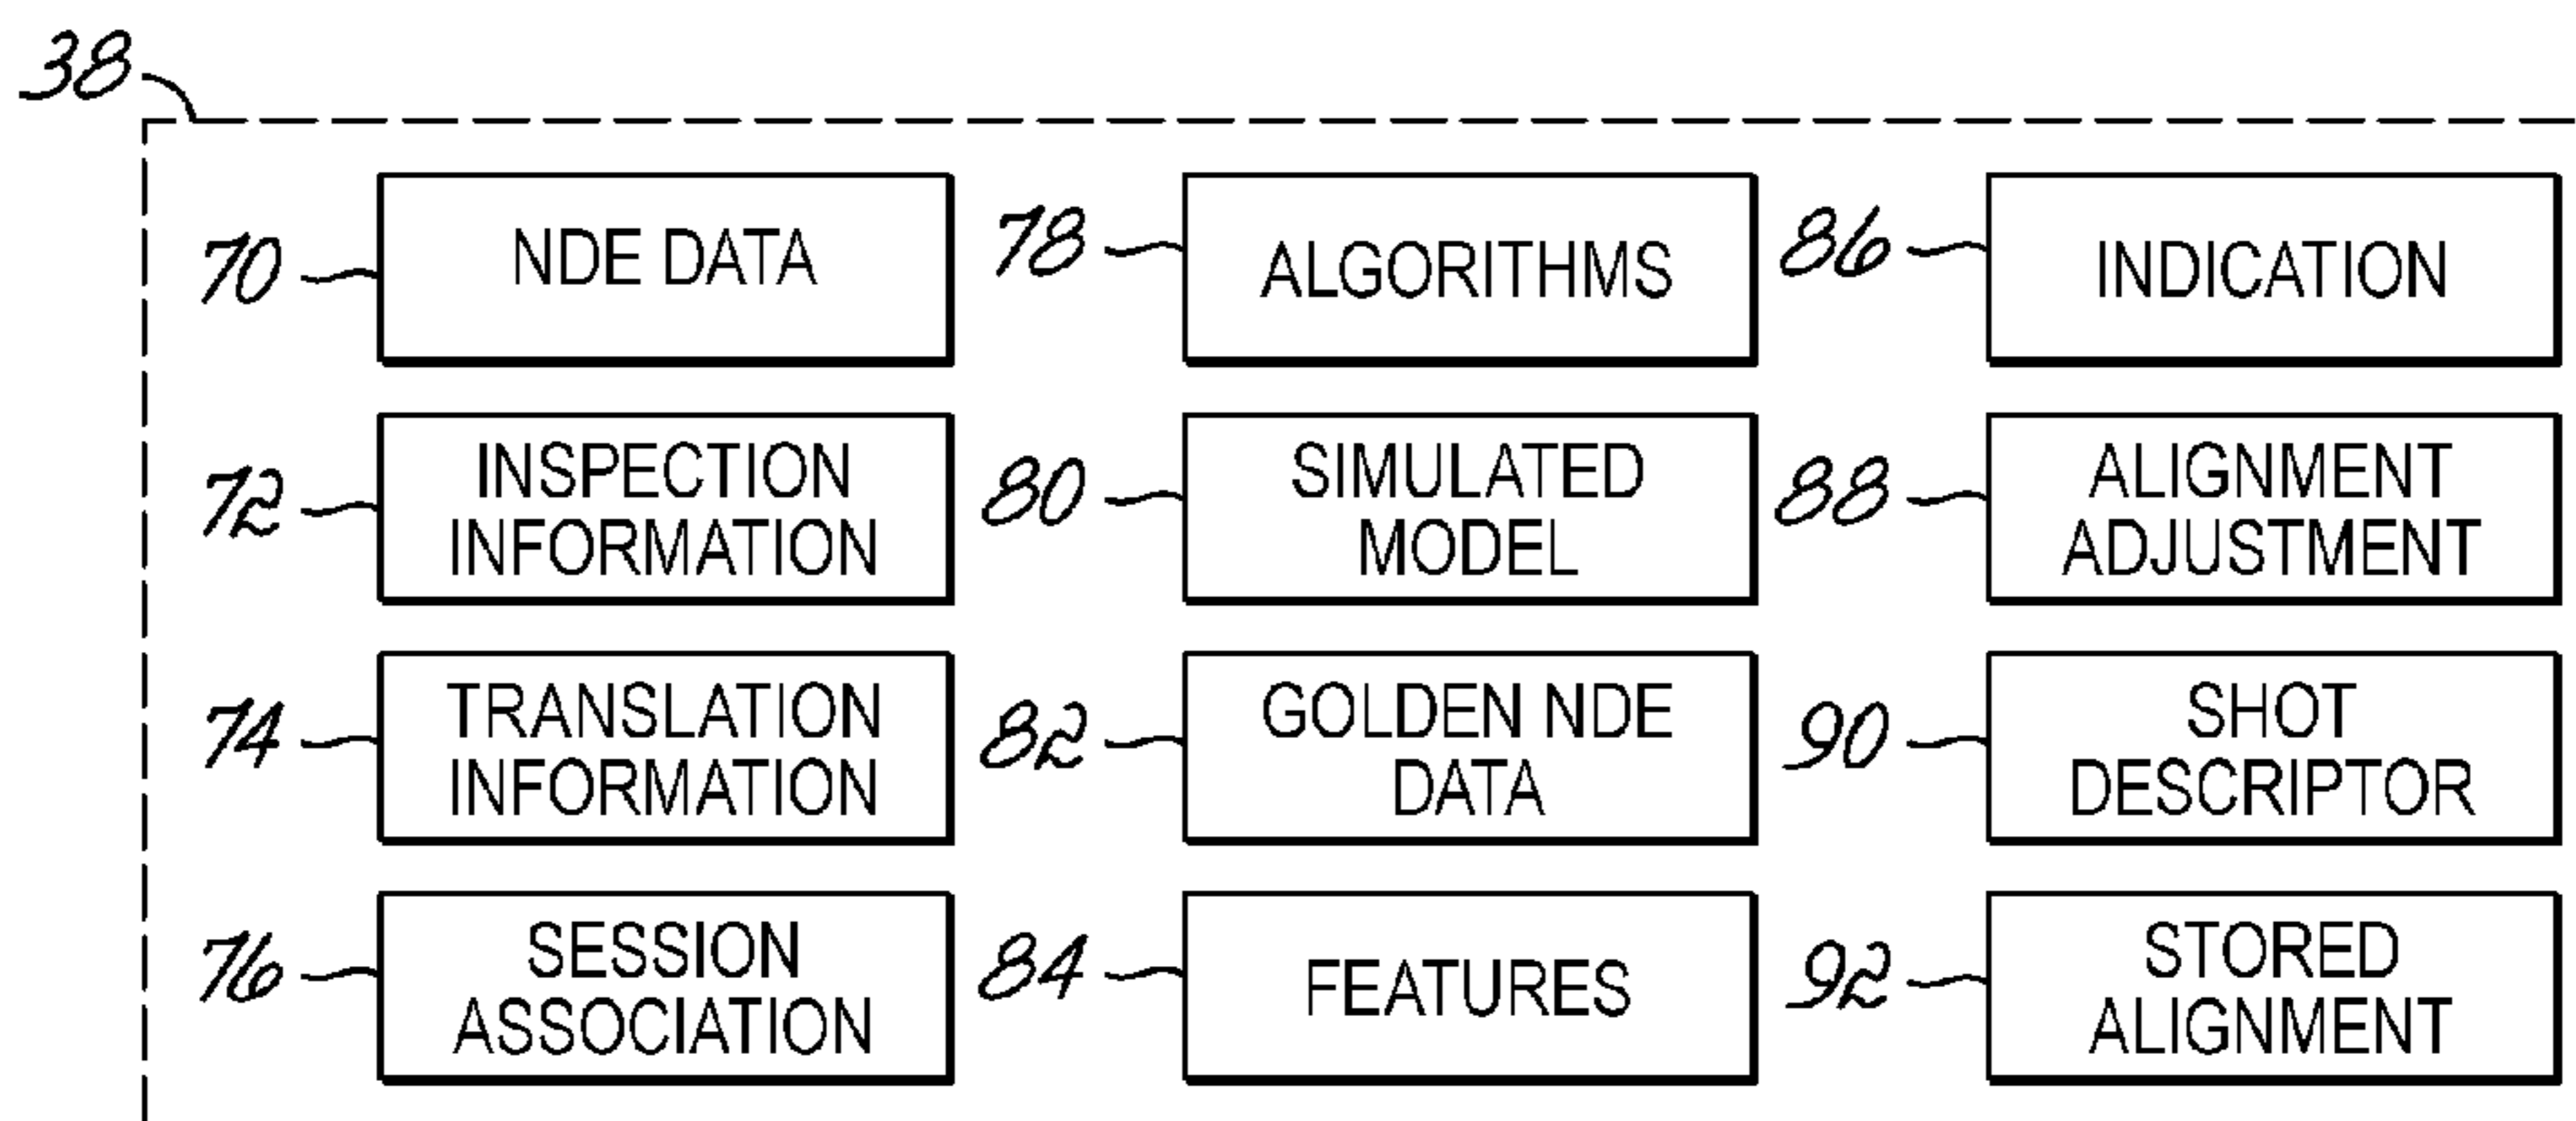 38
70 NDE DATA
78 ALGORITHMS
86 INDICATION
72 INSPECTION
INFORMATION
80 SIMULATED
MODEL
88 ALIGNMENT
ADJUSTMENT
74 TRANSLATION
INFORMATION
82 GOLDEN NDE
DATA
90 SHOT
DESCRIPTOR
76 SESSION
ASSOCIATION
84 FEATURES
92 STORED
ALIGNMENT